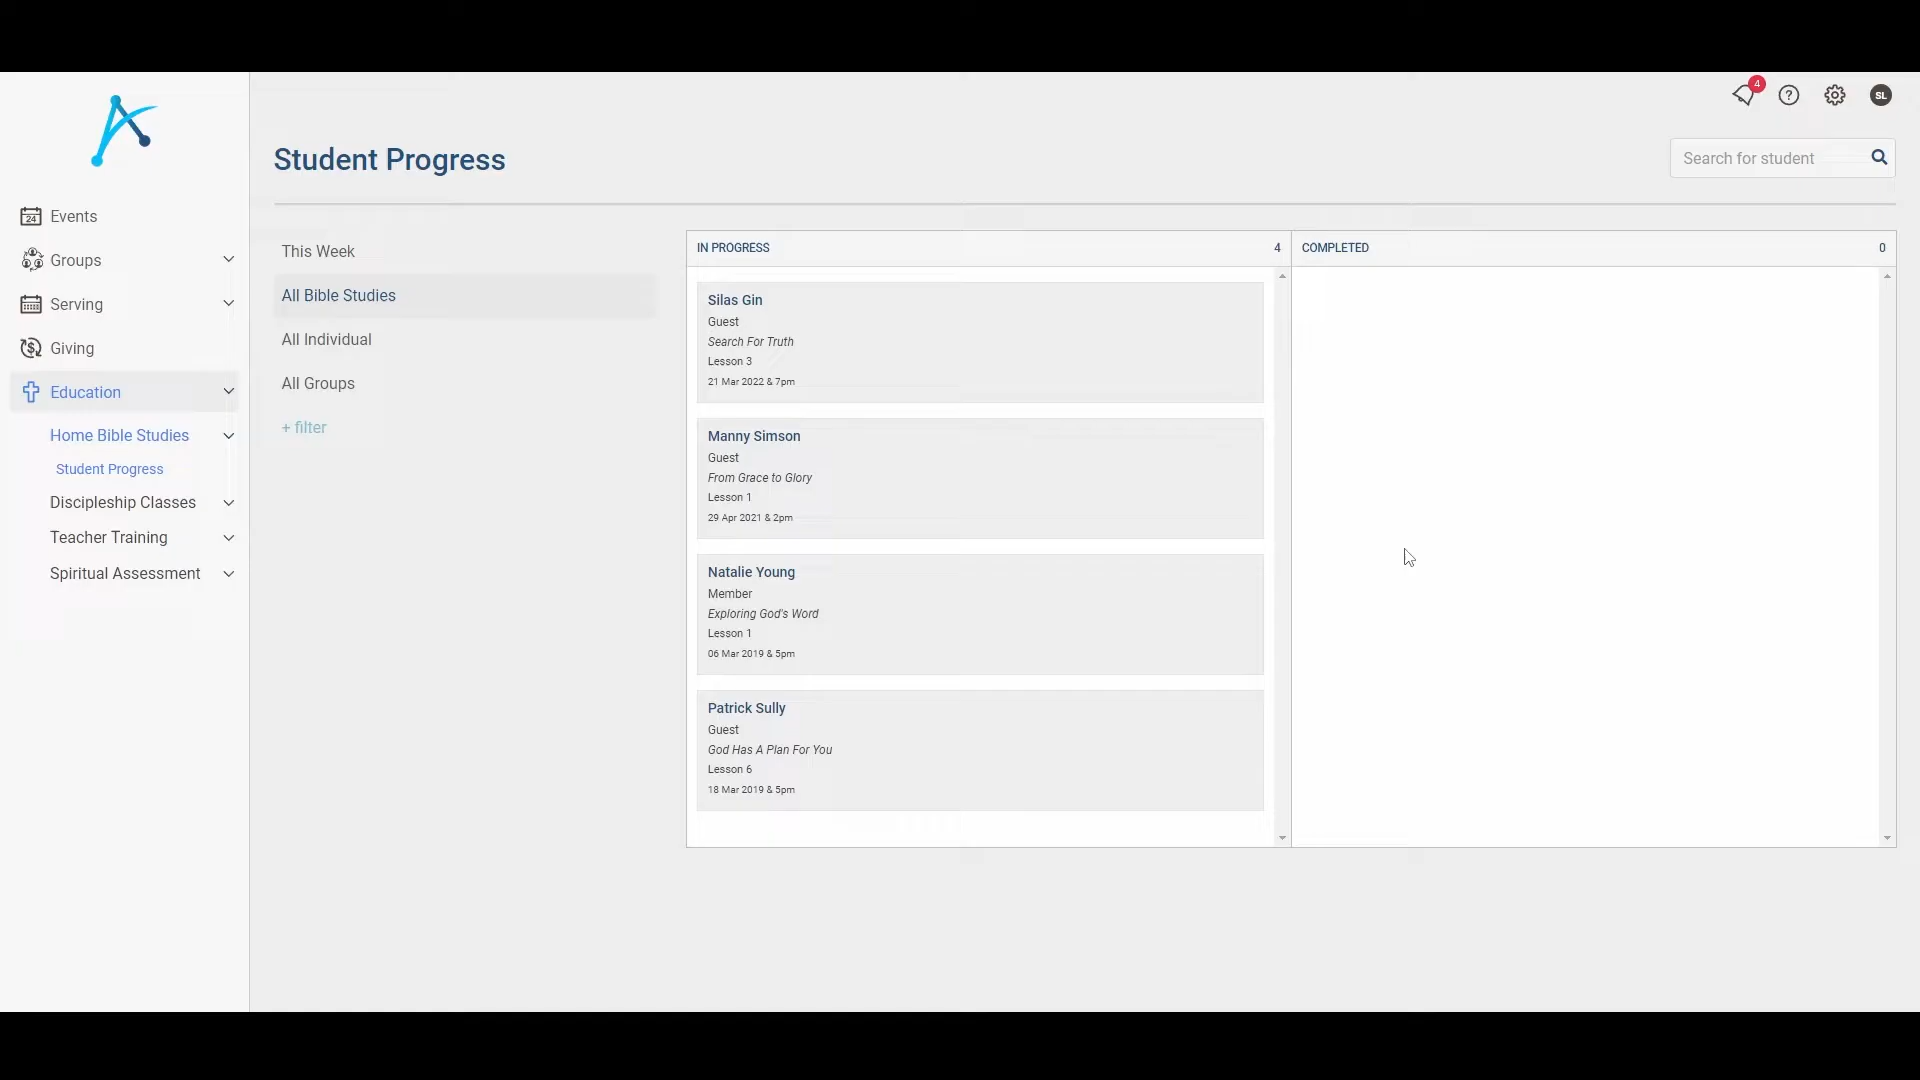 4
?
SL
Student Progress
Search for student
24
Events
Groups
Serving
$
Giving
Education
Home Bible Studies
Student Progress
Discipleship Classes
Teacher Training
Spiritual Assessment
This Week
All Bible Studies
All Individual
All Groups
+ filter
IN PROGRESS 4
Silas Gin
Guest
Search For Truth
Lesson 3
21 Mar 2022 & 7pm
Manny Simson
Guest
From Grace to Glory
Lesson 1
29 Apr 2021 & 2pm
Natalie Young
Member
Exploring God's Word
Lesson 1
06 Mar 2019 & 5pm
Patrick Sully
Guest
God Has A Plan For You
Lesson 6
18 Mar 2019 & 5pm
COMPLETED 0